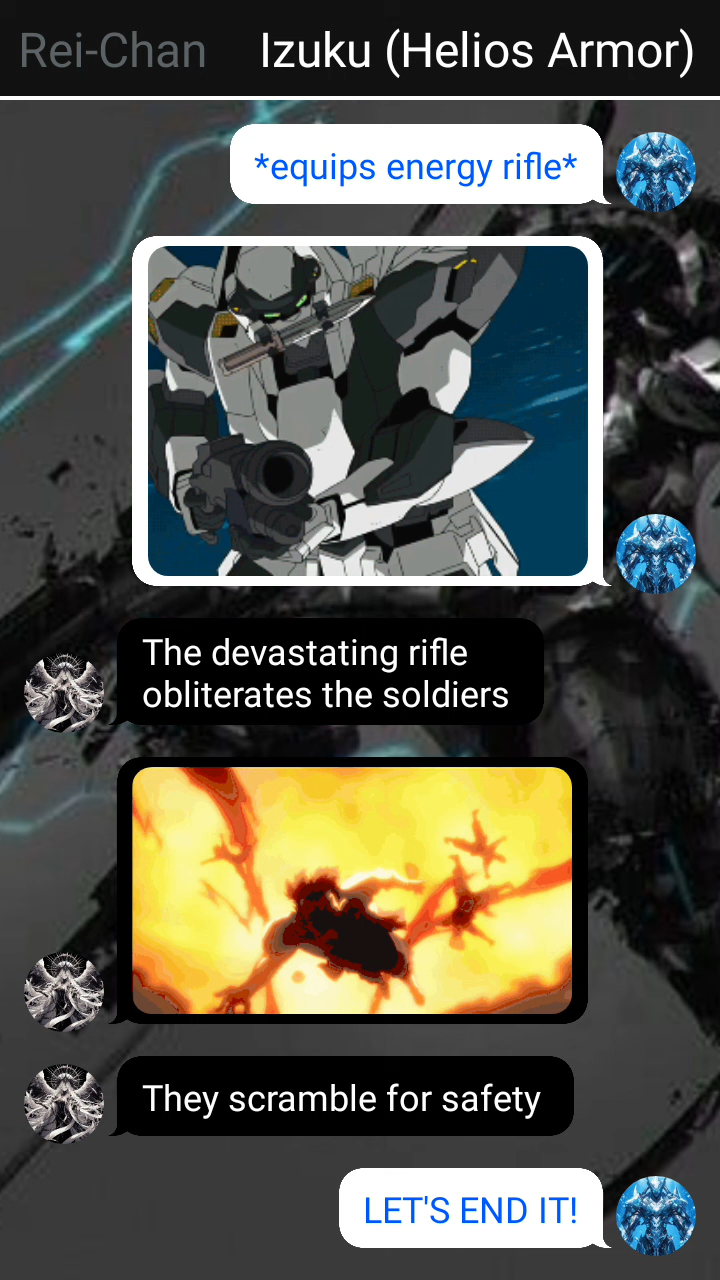 Rei-Chan Izuku (Helios Armor)
*equips energy rifle*
The devastating rifle
obliterates the soldiers
They scramble for safety
LET'S END IT!